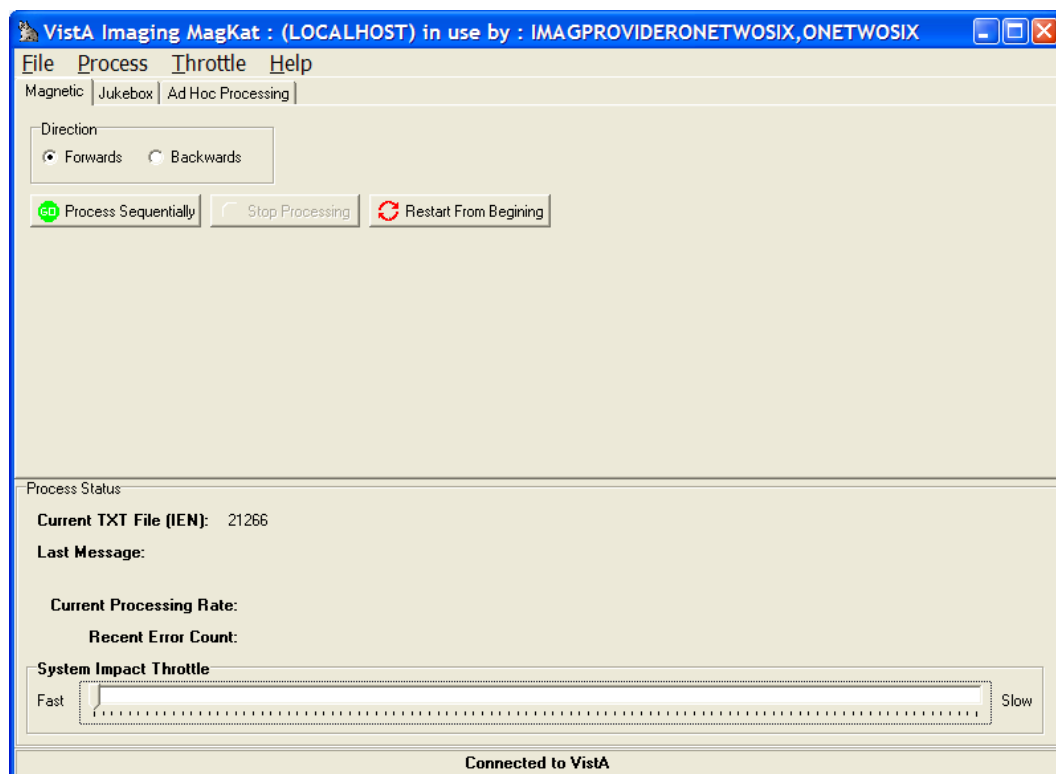 VistA Imaging MagKat : (LOCALHOST) in use by : IMAGPROVIDERONETWOSIX,ONETWOSIX
File Process Throttle Help
Magnetic Jukebox Ad Hoc Processing
Direction
Forwards Backwards
GO Process Sequentially Stop Processing Restart From Begining
Process Status
Current TXT File (IEN): 21266
Last Message:
Current Processing Rate:
Recent Error Count:
System Impact Throttle
Fast Slow
Connected to VistA